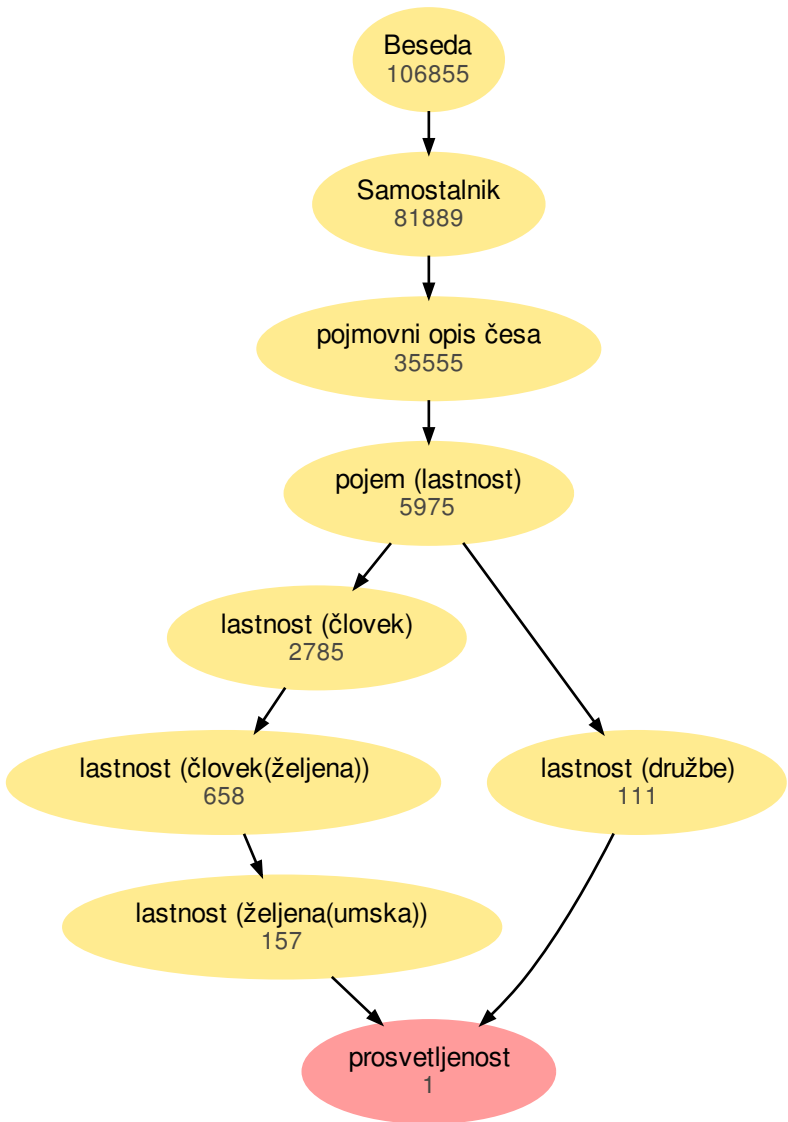 Beseda
106855
Samostalnik
81889
pojmovni opis česa
35555
pojem (lastnost)
5975
lastnost (človek)
2785
lastnost (človek(željena))
658
lastnost (družbe)
111
lastnost (željena(umska))
157
prosvetljenost
1